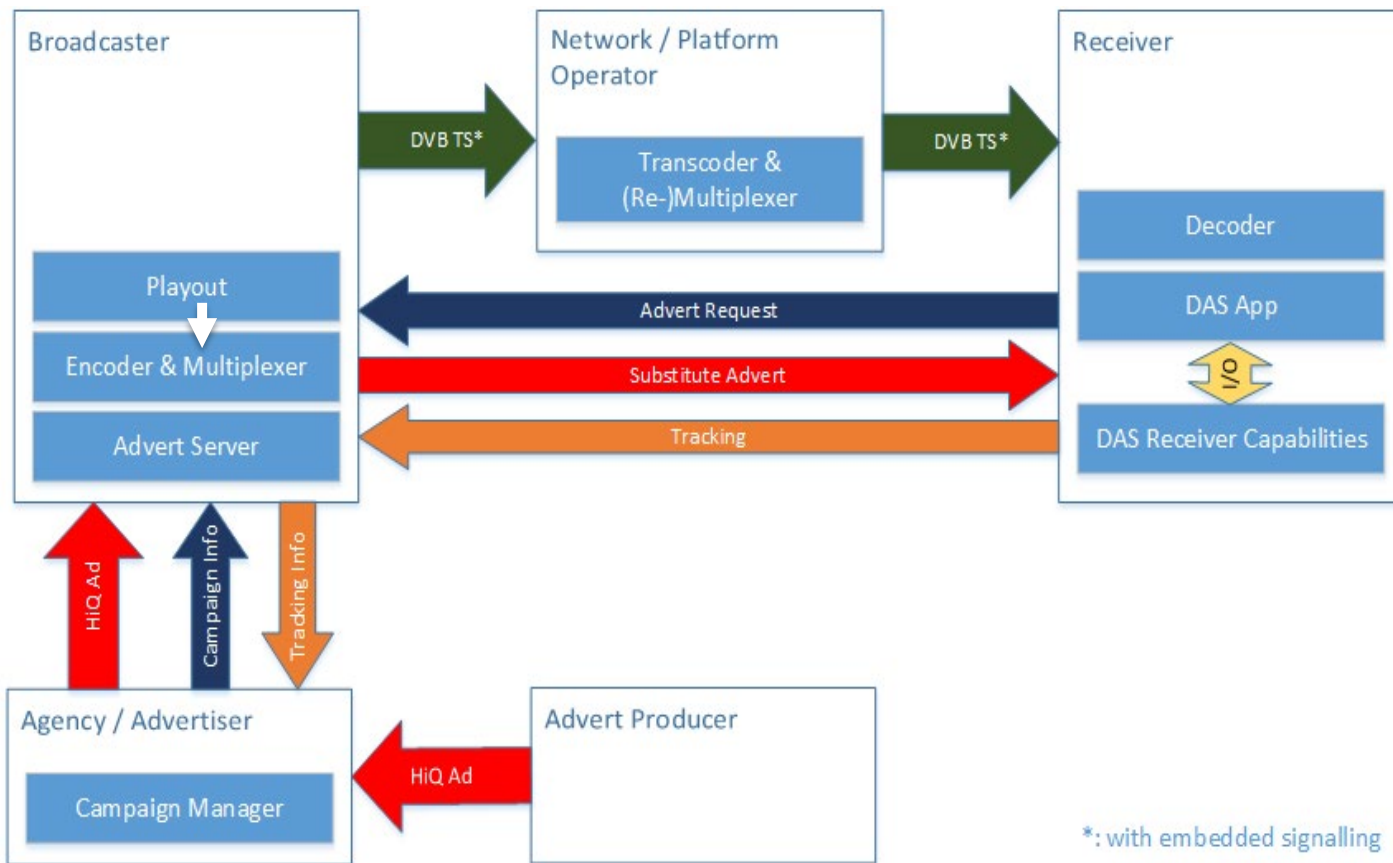 Broadcaster
Network / Platform
Operator
Receiver
DVB TS*
DVB TS*
Transcoder &
(Re-)Multiplexer
Decoder
Playout
Advert Request
DAS App
Encoder & Multiplexer
Substitute Advert
I/O
Advert Server
Tracking
DAS Receiver Capabilities
HiQ Ad
Campaign Info
Tracking Info
Agency / Advertiser
Advert Producer
HiQ Ad
Campaign Manager
*: with embedded signalling